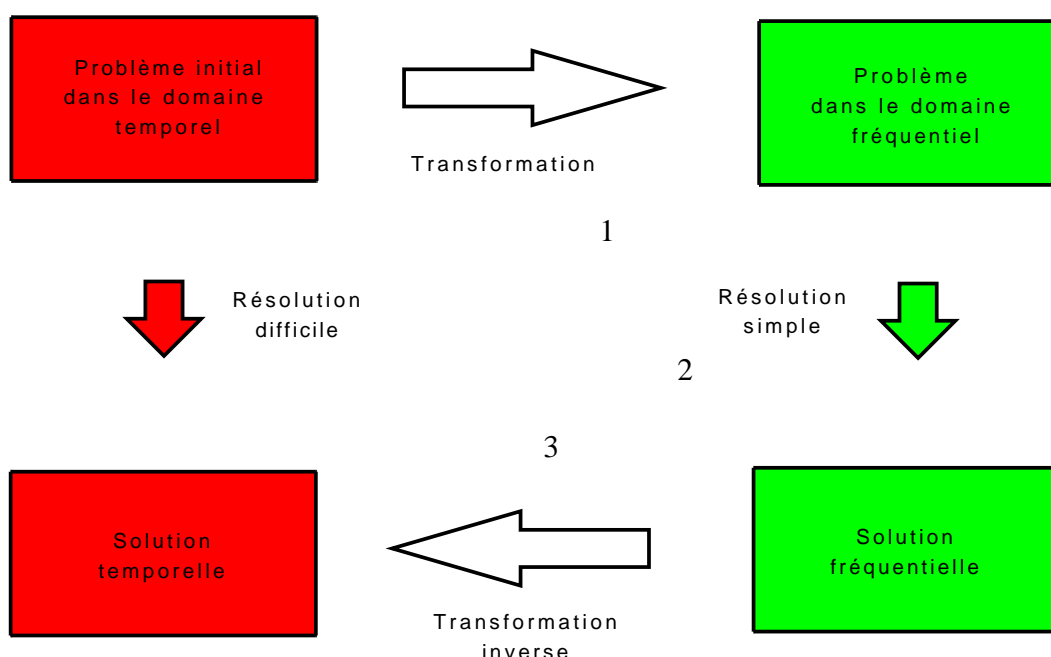 Problème initial
dans le domaine
temporel
Transformation
Problème
dans le domaine
fréquentiel
1
Résolution
difficile
Résolution
simple
2
3
Solution
temporelle
Transformation
inverse
Solution
fréquentielle